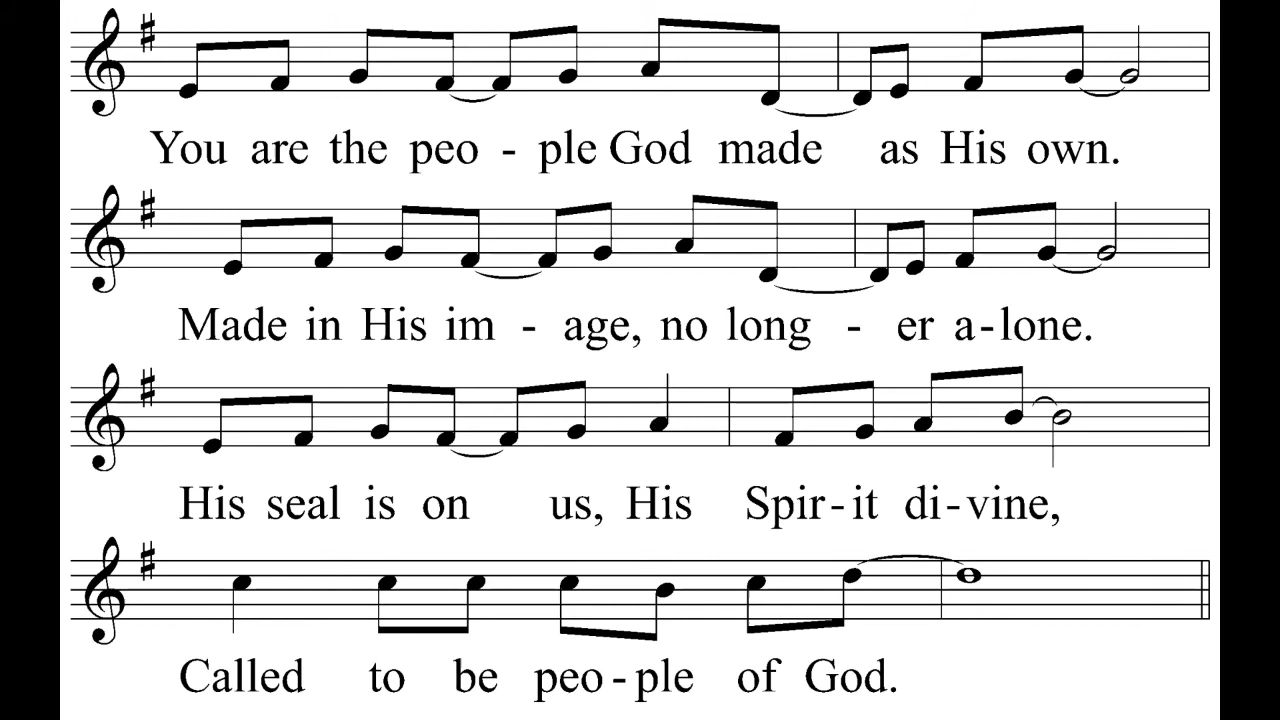 You are the peo - ple God made as His own.
Made in His im - age, no long - er a-lone.
His seal is on us, His Spir-it di-vine,
Called to be peo-ple of God.